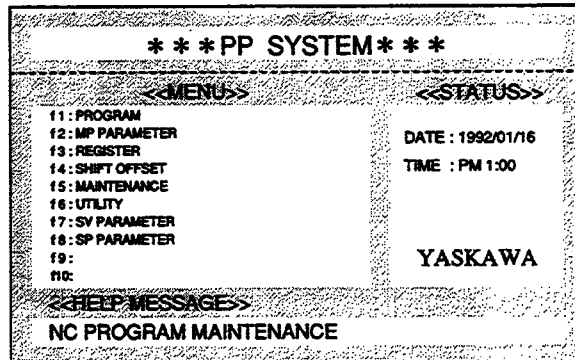 ***PP SYSTEM***
<<MENU>>
f1 : PROGRAM
f2 : MP PARAMETER
f3 : REGISTER
f4 : SHIFT OFFSET
f5 : MAINTENANCE
f6 : UTILITY
f7 : SV PARAMETER
f8 : SP PARAMETER
f9 :
f10:
<<STATUS>>
DATE : 1992/01/16
TIME : PM 1:00
YASKAWA
<<HELP MESSAGE>>
NC PROGRAM MAINTENANCE